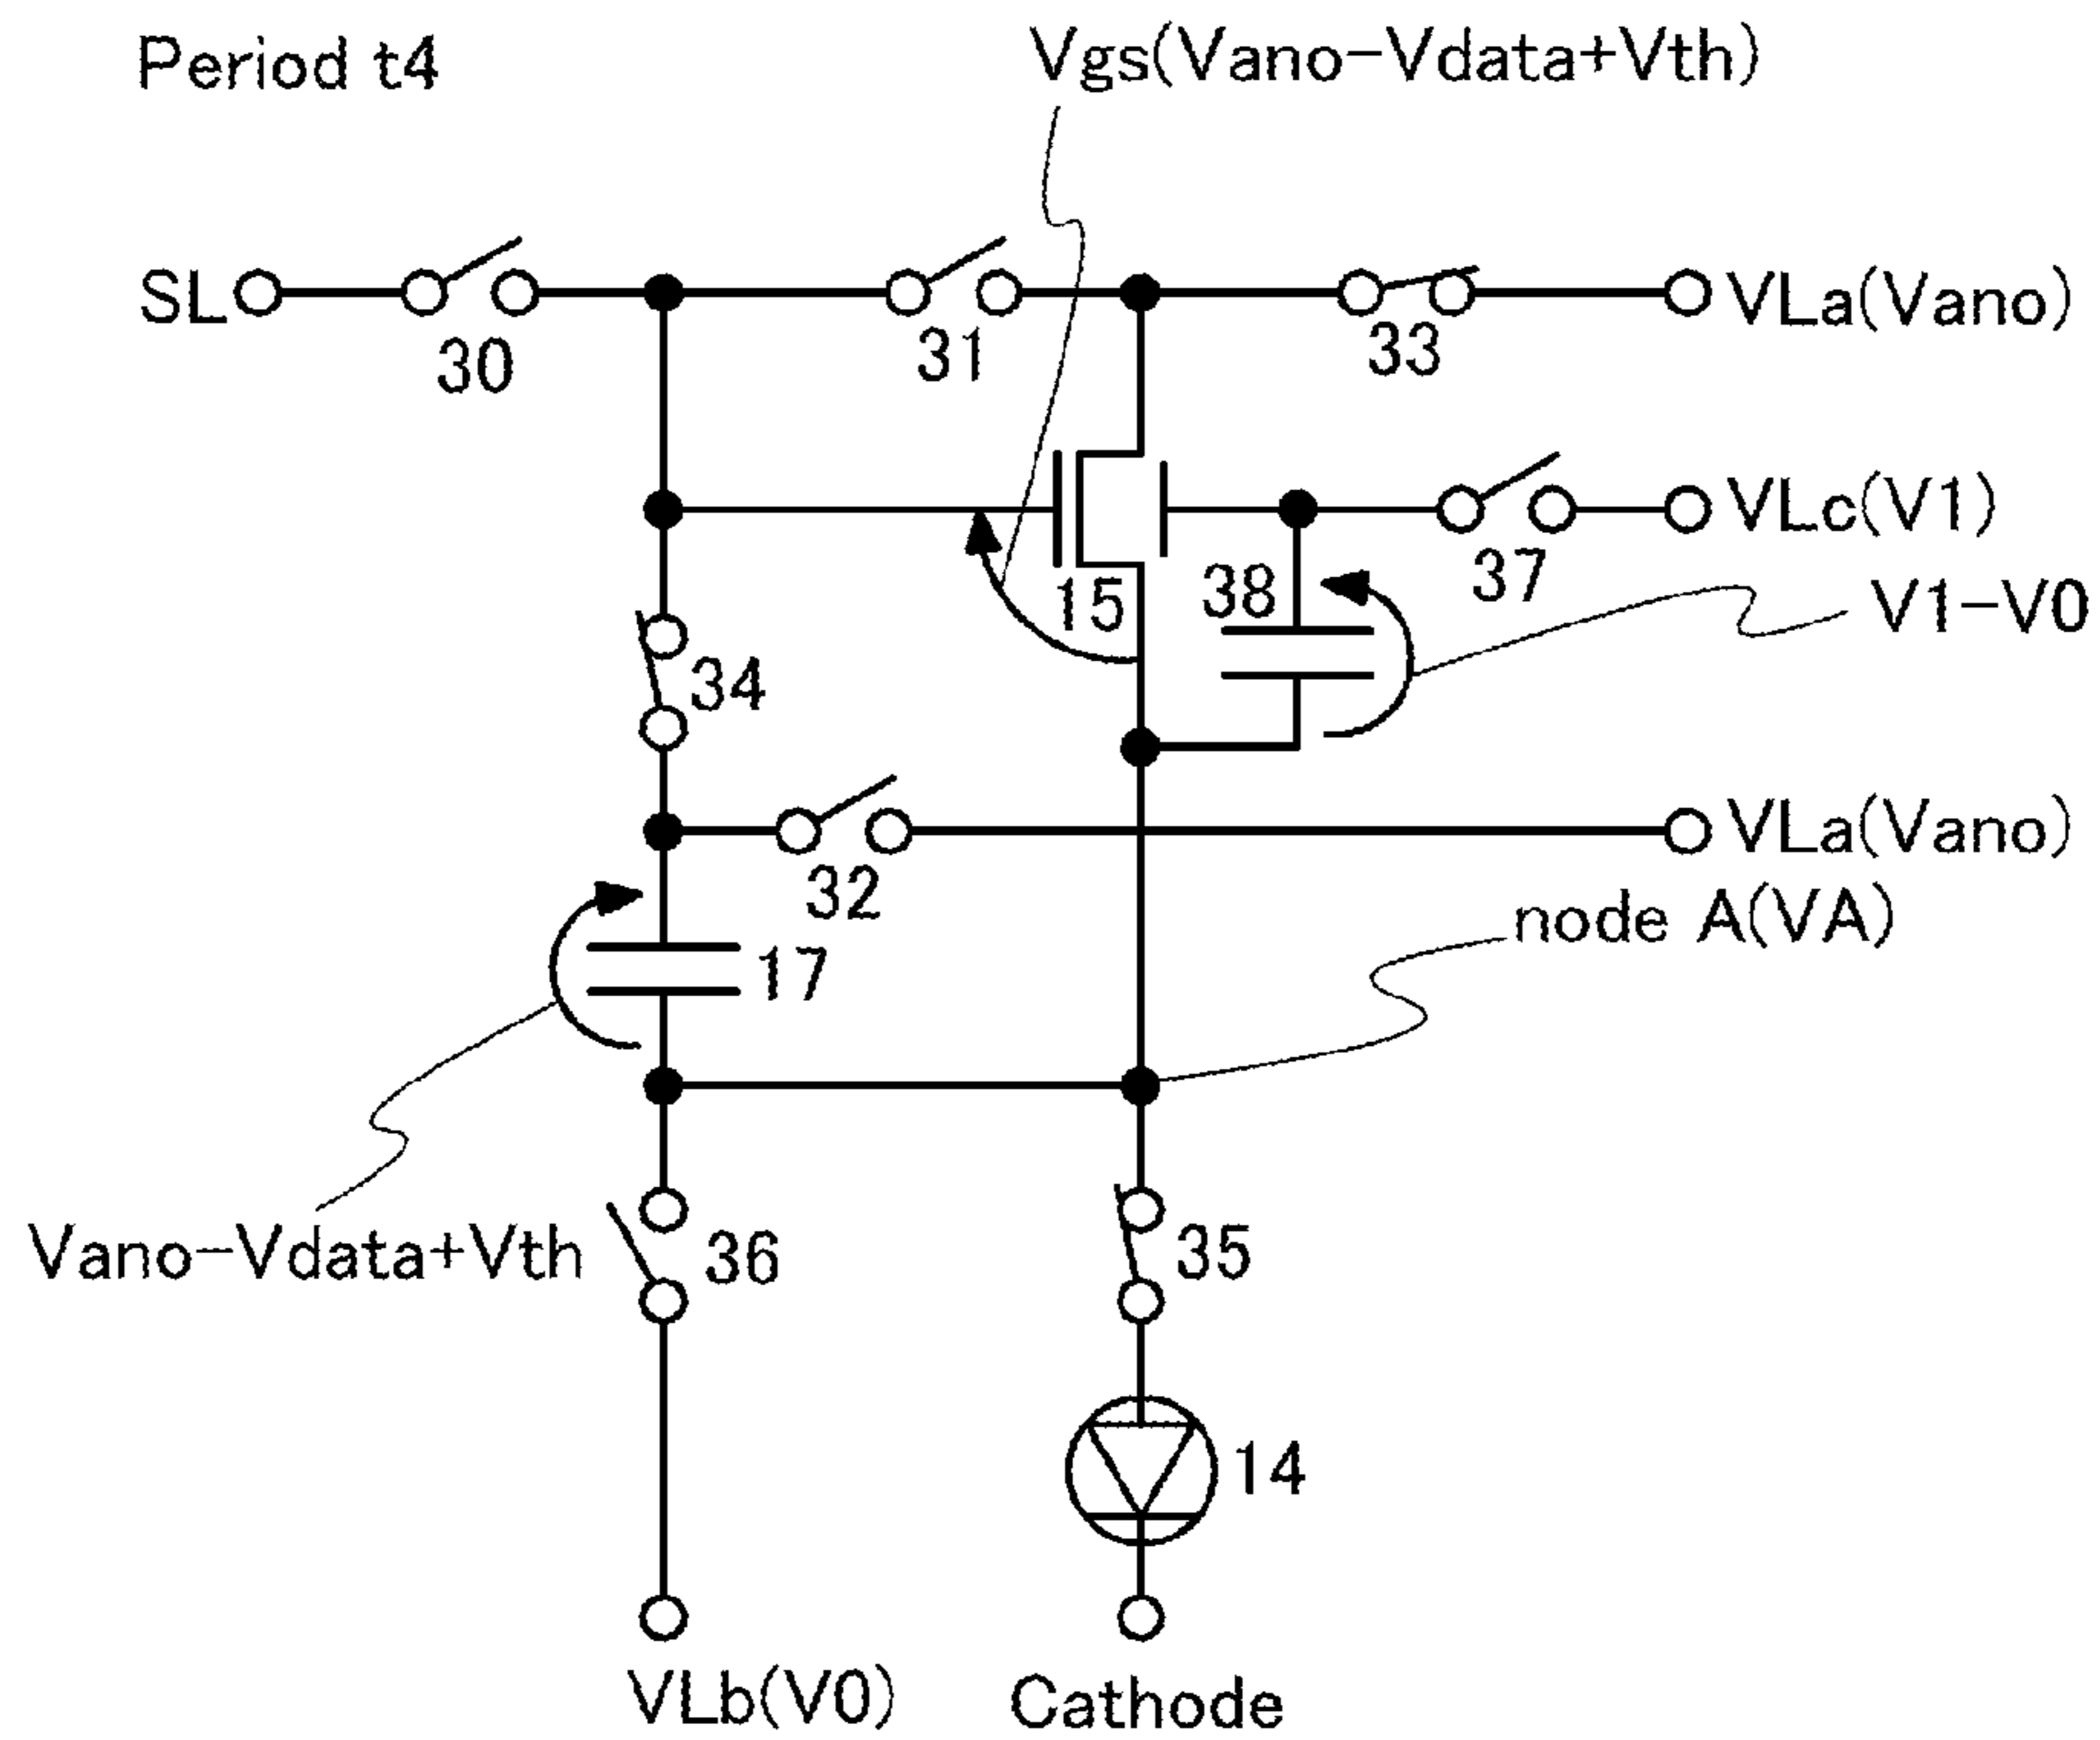 Period t4
Vgs(Vano-Vdata+Vth)
SL
30
31
33
VLa(Vano)
VLc(V1)
37
15
38
V1-V0
34
32
VLa(Vano)
node A(VA)
17
Vano-Vdata+Vth
36
35
14
VLb(V0)
Cathode